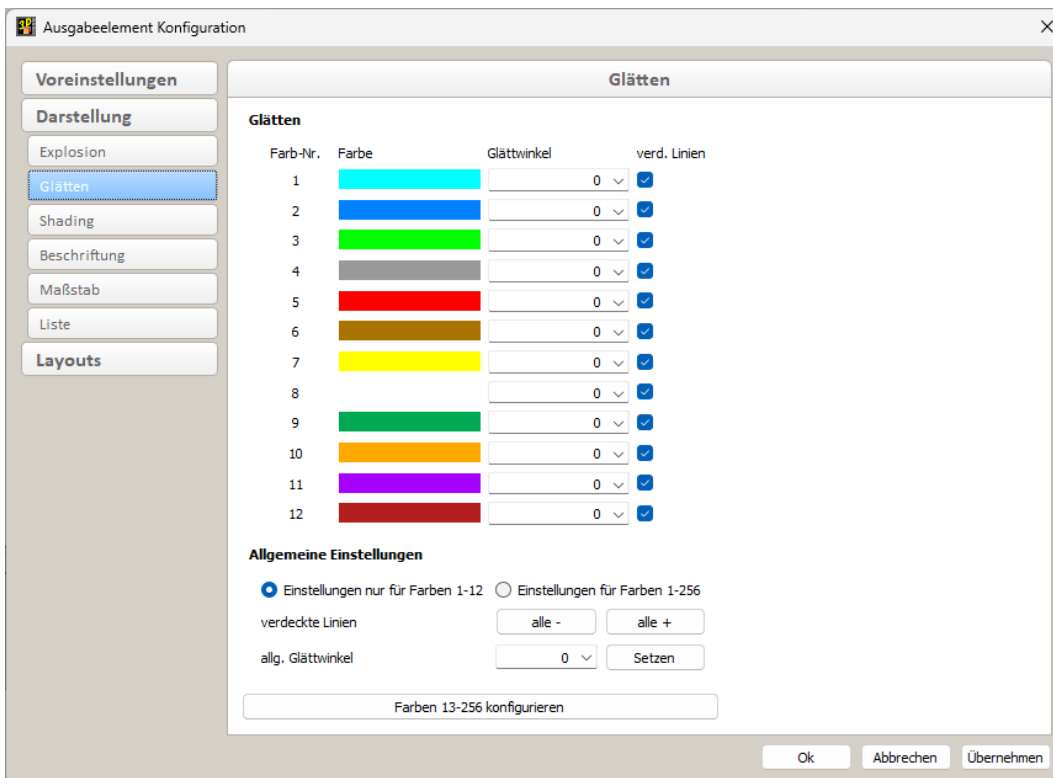 Ausgabeelement Konfiguration
Voreinstellungen
Darstellung
Explosion
Glätten
Shading
Beschriftung
Maßstab
Liste
Layouts
Glätten
Glätten
Farb-Nr. Farbe Glättwinkel verd. Linien
1 0
2 0
3 0
4 0
5 0
6 0
7 0
8 0
9 0
10 0
11 0
12 0
Allgemeine Einstellungen
Einstellungen nur für Farben 1-12 Einstellungen für Farben 1-256
verdeckte Linien alle - alle +
allg. Glättwinkel 0 Setzen
Farben 13-256 konfigurieren
Ok Abbrechen Übernehmen